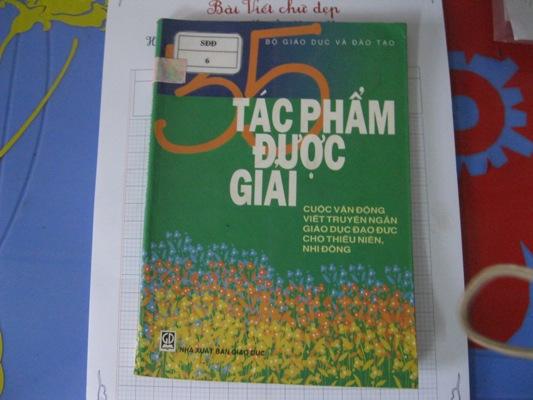 Bài Viết chữ đẹp
H
SĐĐ
6
BỘ GIÁO DỤC VÀ ĐÀO TẠO
55
TÁC PHẨM
ĐƯỢC
GIẢI
CUỘC VẬN ĐỘNG
VIẾT TRUYỆN NGẮN
GIÁO DỤC ĐẠO ĐỨC
CHO THIẾU NIÊN,
NHI ĐỒNG
NHÀ XUẤT BẢN GIÁO DỤC